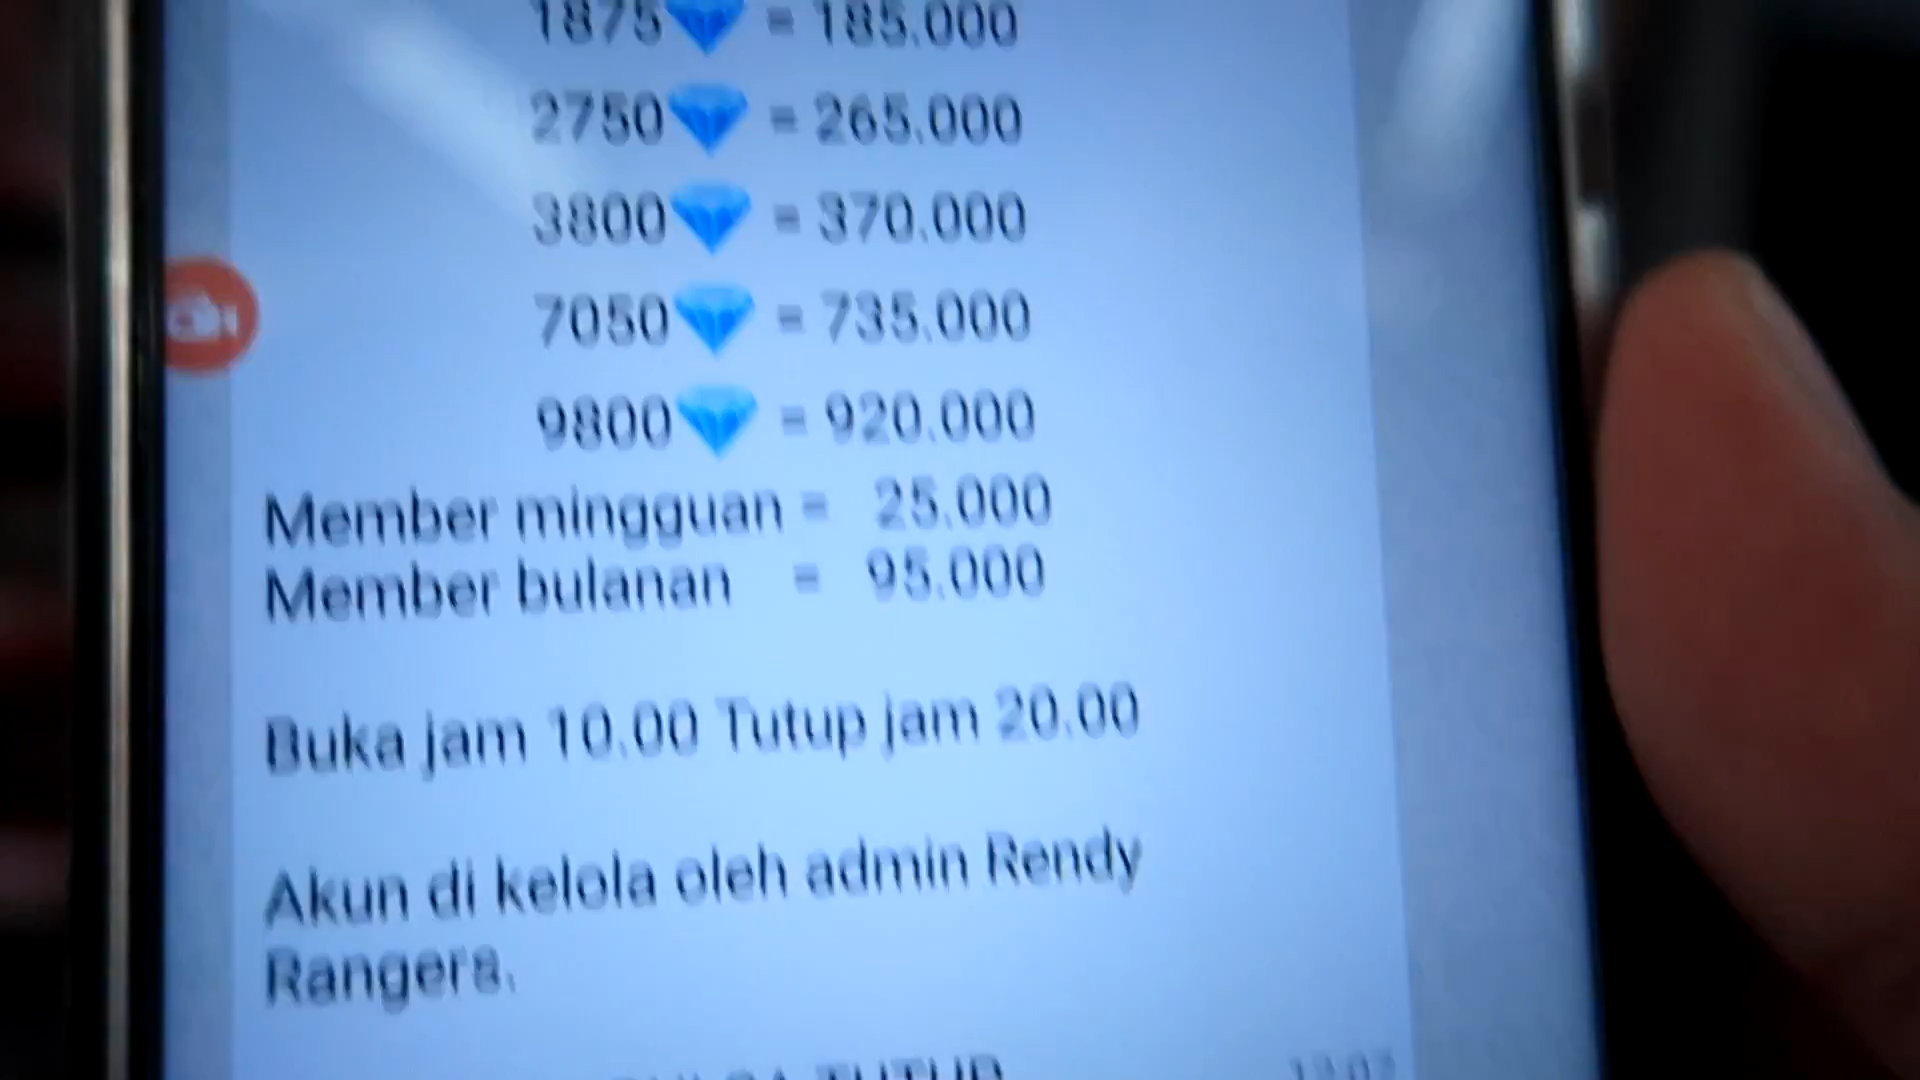 1875💎 = 185.000
2750💎 = 265.000
3800💎 = 370.000
7050💎 = 735.000
9800💎 = 920.000
Member mingguan = 25.000
Member bulanan = 95.000
Buka jam 10.00 Tutup jam 20.00
Akun di kelola oleh admin Rendy
Rangers.
TUTUP